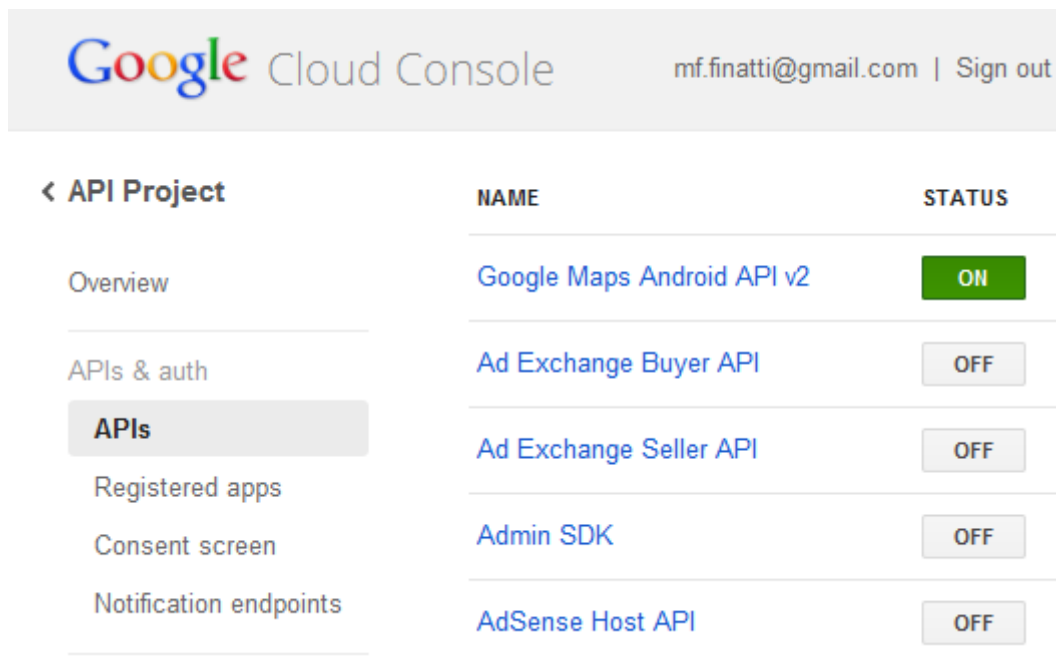 Google Cloud Console mf.finatti@gmail.com | Sign out
API Project
Overview
APIs & auth
APIs
Registered apps
Consent screen
Notification endpoints
NAME STATUS
Google Maps Android API v2 ON
Ad Exchange Buyer API OFF
Ad Exchange Seller API OFF
Admin SDK OFF
AdSense Host API OFF